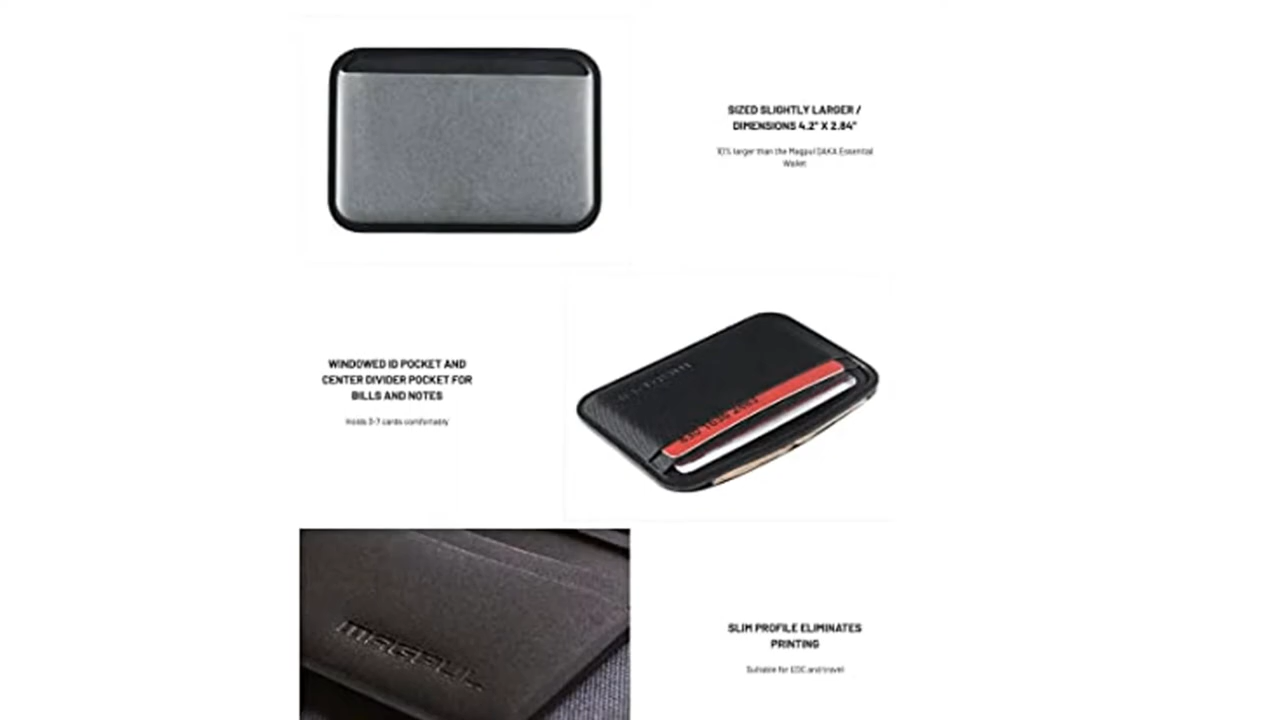 SIZED SLIGHTLY LARGER /
DIMENSIONS 4.2" X 2.84"
10% larger than the Magpul DAKA Essential
Wallet
WINDOWED ID POCKET AND
CENTER DIVIDER POCKET FOR
BILLS AND NOTES
Holds 3-7 cards comfortably
MAGPUL
SLIM PROFILE ELIMINATES
PRINTING
Suitable for EDC and travel